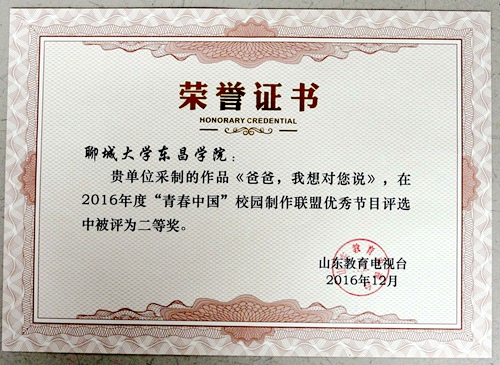 荣誉证书
HONORARY CREDENTIAL
聊城大学东昌学院：
贵单位采制的作品《爸爸，我想对您说》，在
2016年度“青春中国”校园制作联盟优秀节目评选
中被评为二等奖。
山东教育电视台
2016年12月